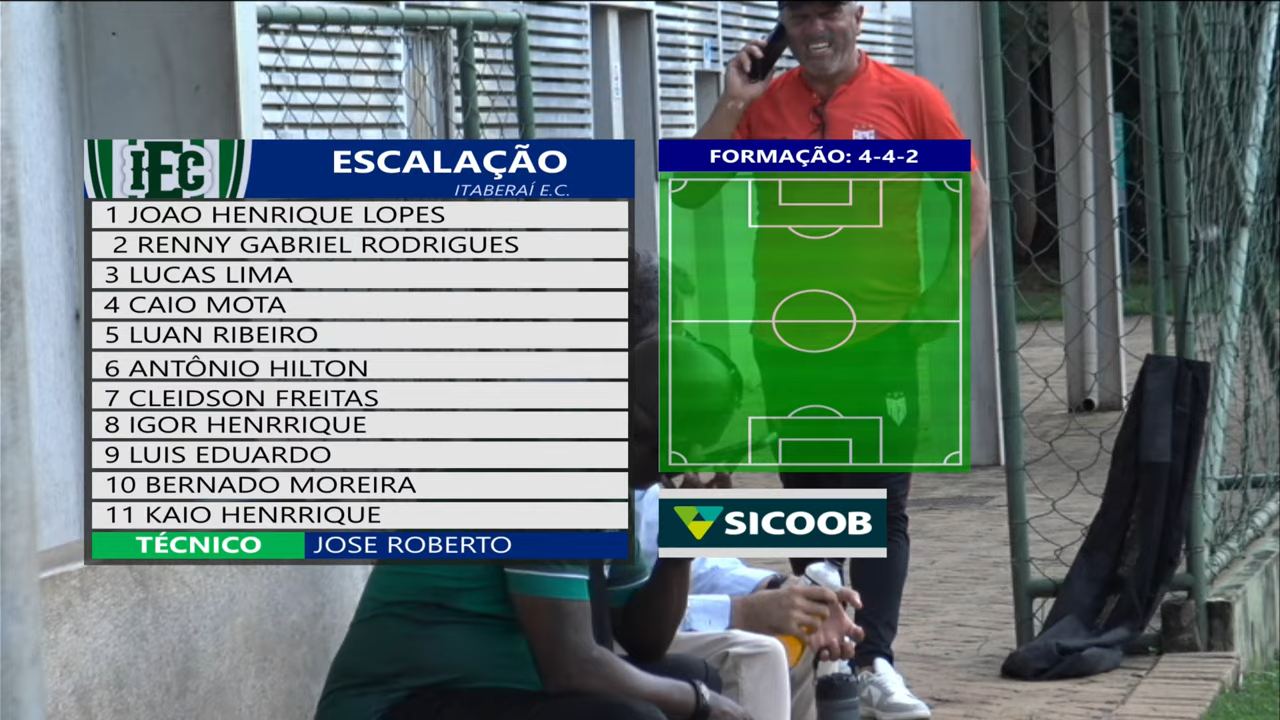 IEC
ESCALAÇÃO
ITABERAÍ E.C.
1 JOAO HENRIQUE LOPES
2 RENNY GABRIEL RODRIGUES
3 LUCAS LIMA
4 CAIO MOTA
5 LUAN RIBEIRO
6 ANTÔNIO HILTON
7 CLEIDSON FREITAS
8 IGOR HENRRIQUE
9 LUIS EDUARDO
10 BERNADO MOREIRA
11 KAIO HENRRIQUE
TÉCNICO JOSE ROBERTO
FORMAÇÃO: 4-4-2
SICOOB